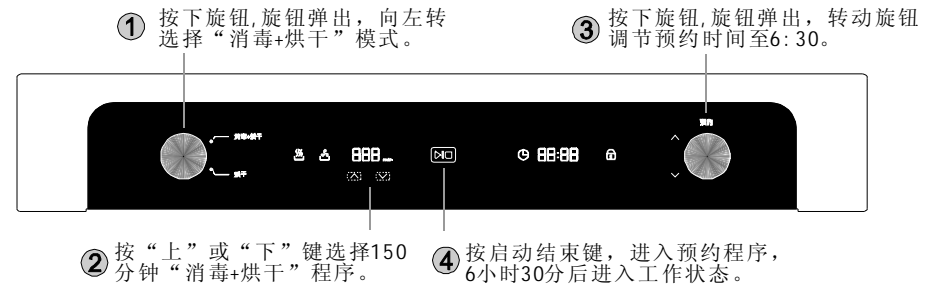 1 按下旋钮,旋钮弹出，向左转
选择“消毒+烘干”模式。
3 按下旋钮,旋钮弹出，转动旋钮
调节预约时间至6:30。
预约
消毒+烘干
888 min
88:88
烘干
2 按“上”或“下”键选择150
分钟“消毒+烘干”程序。
4 按启动结束键，进入预约程序，
6小时30分后进入工作状态。